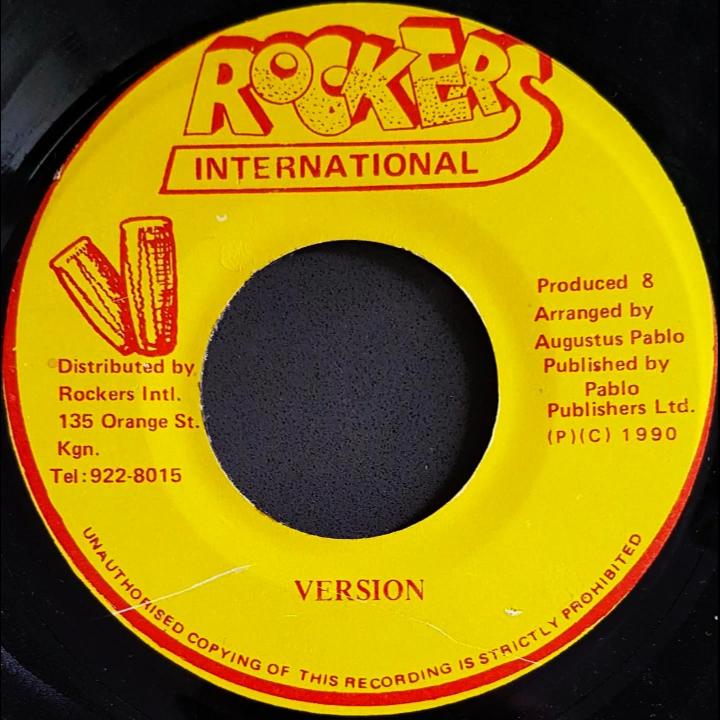 ROCKERS
INTERNATIONAL
Distributed by
Rockers Intl.
135 Orange St.
Kgn.
Tel:922-8015
Produced &
Arranged by
Augustus Pablo
Published by
Pablo
Publishers Ltd.
(P)(C) 1990
VERSION
UNAUTHORISED COPYING OF THIS RECORDING IS STRICTLY PROHIBITED